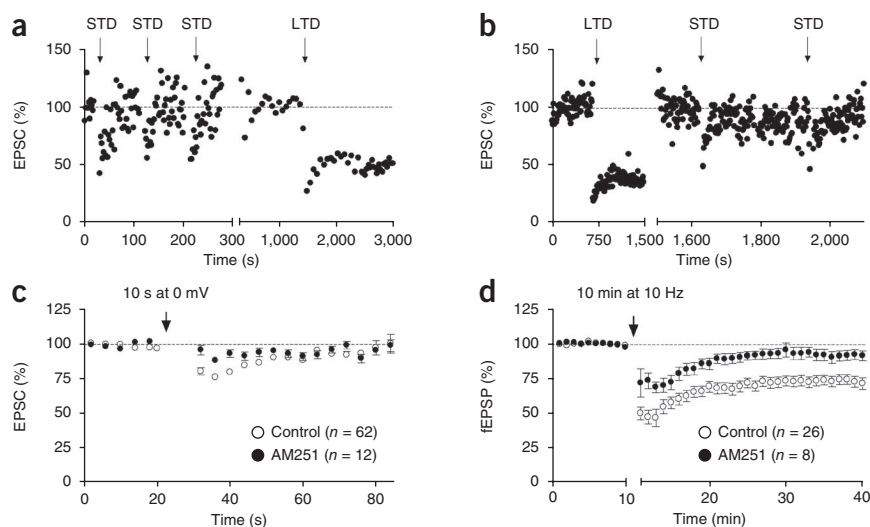 a
STD STD STD LTD
150
100
50
0
EPSC (%)
0 100 200 300 1,000 2,000 3,000
Time (s)
b
LTD STD STD
150
100
50
0
EPSC (%)
0 750 1,500 1,600 1,800 2,000
Time (s)
c
10 s at 0 mV
125
100
75
50
25
0
EPSC (%)
Control (n = 62)
AM251 (n = 12)
0 20 40 60 80
Time (s)
d
10 min at 10 Hz
125
100
75
50
25
0
fEPSP (%)
Control (n = 26)
AM251 (n = 8)
0 10 20 30 40
Time (min)